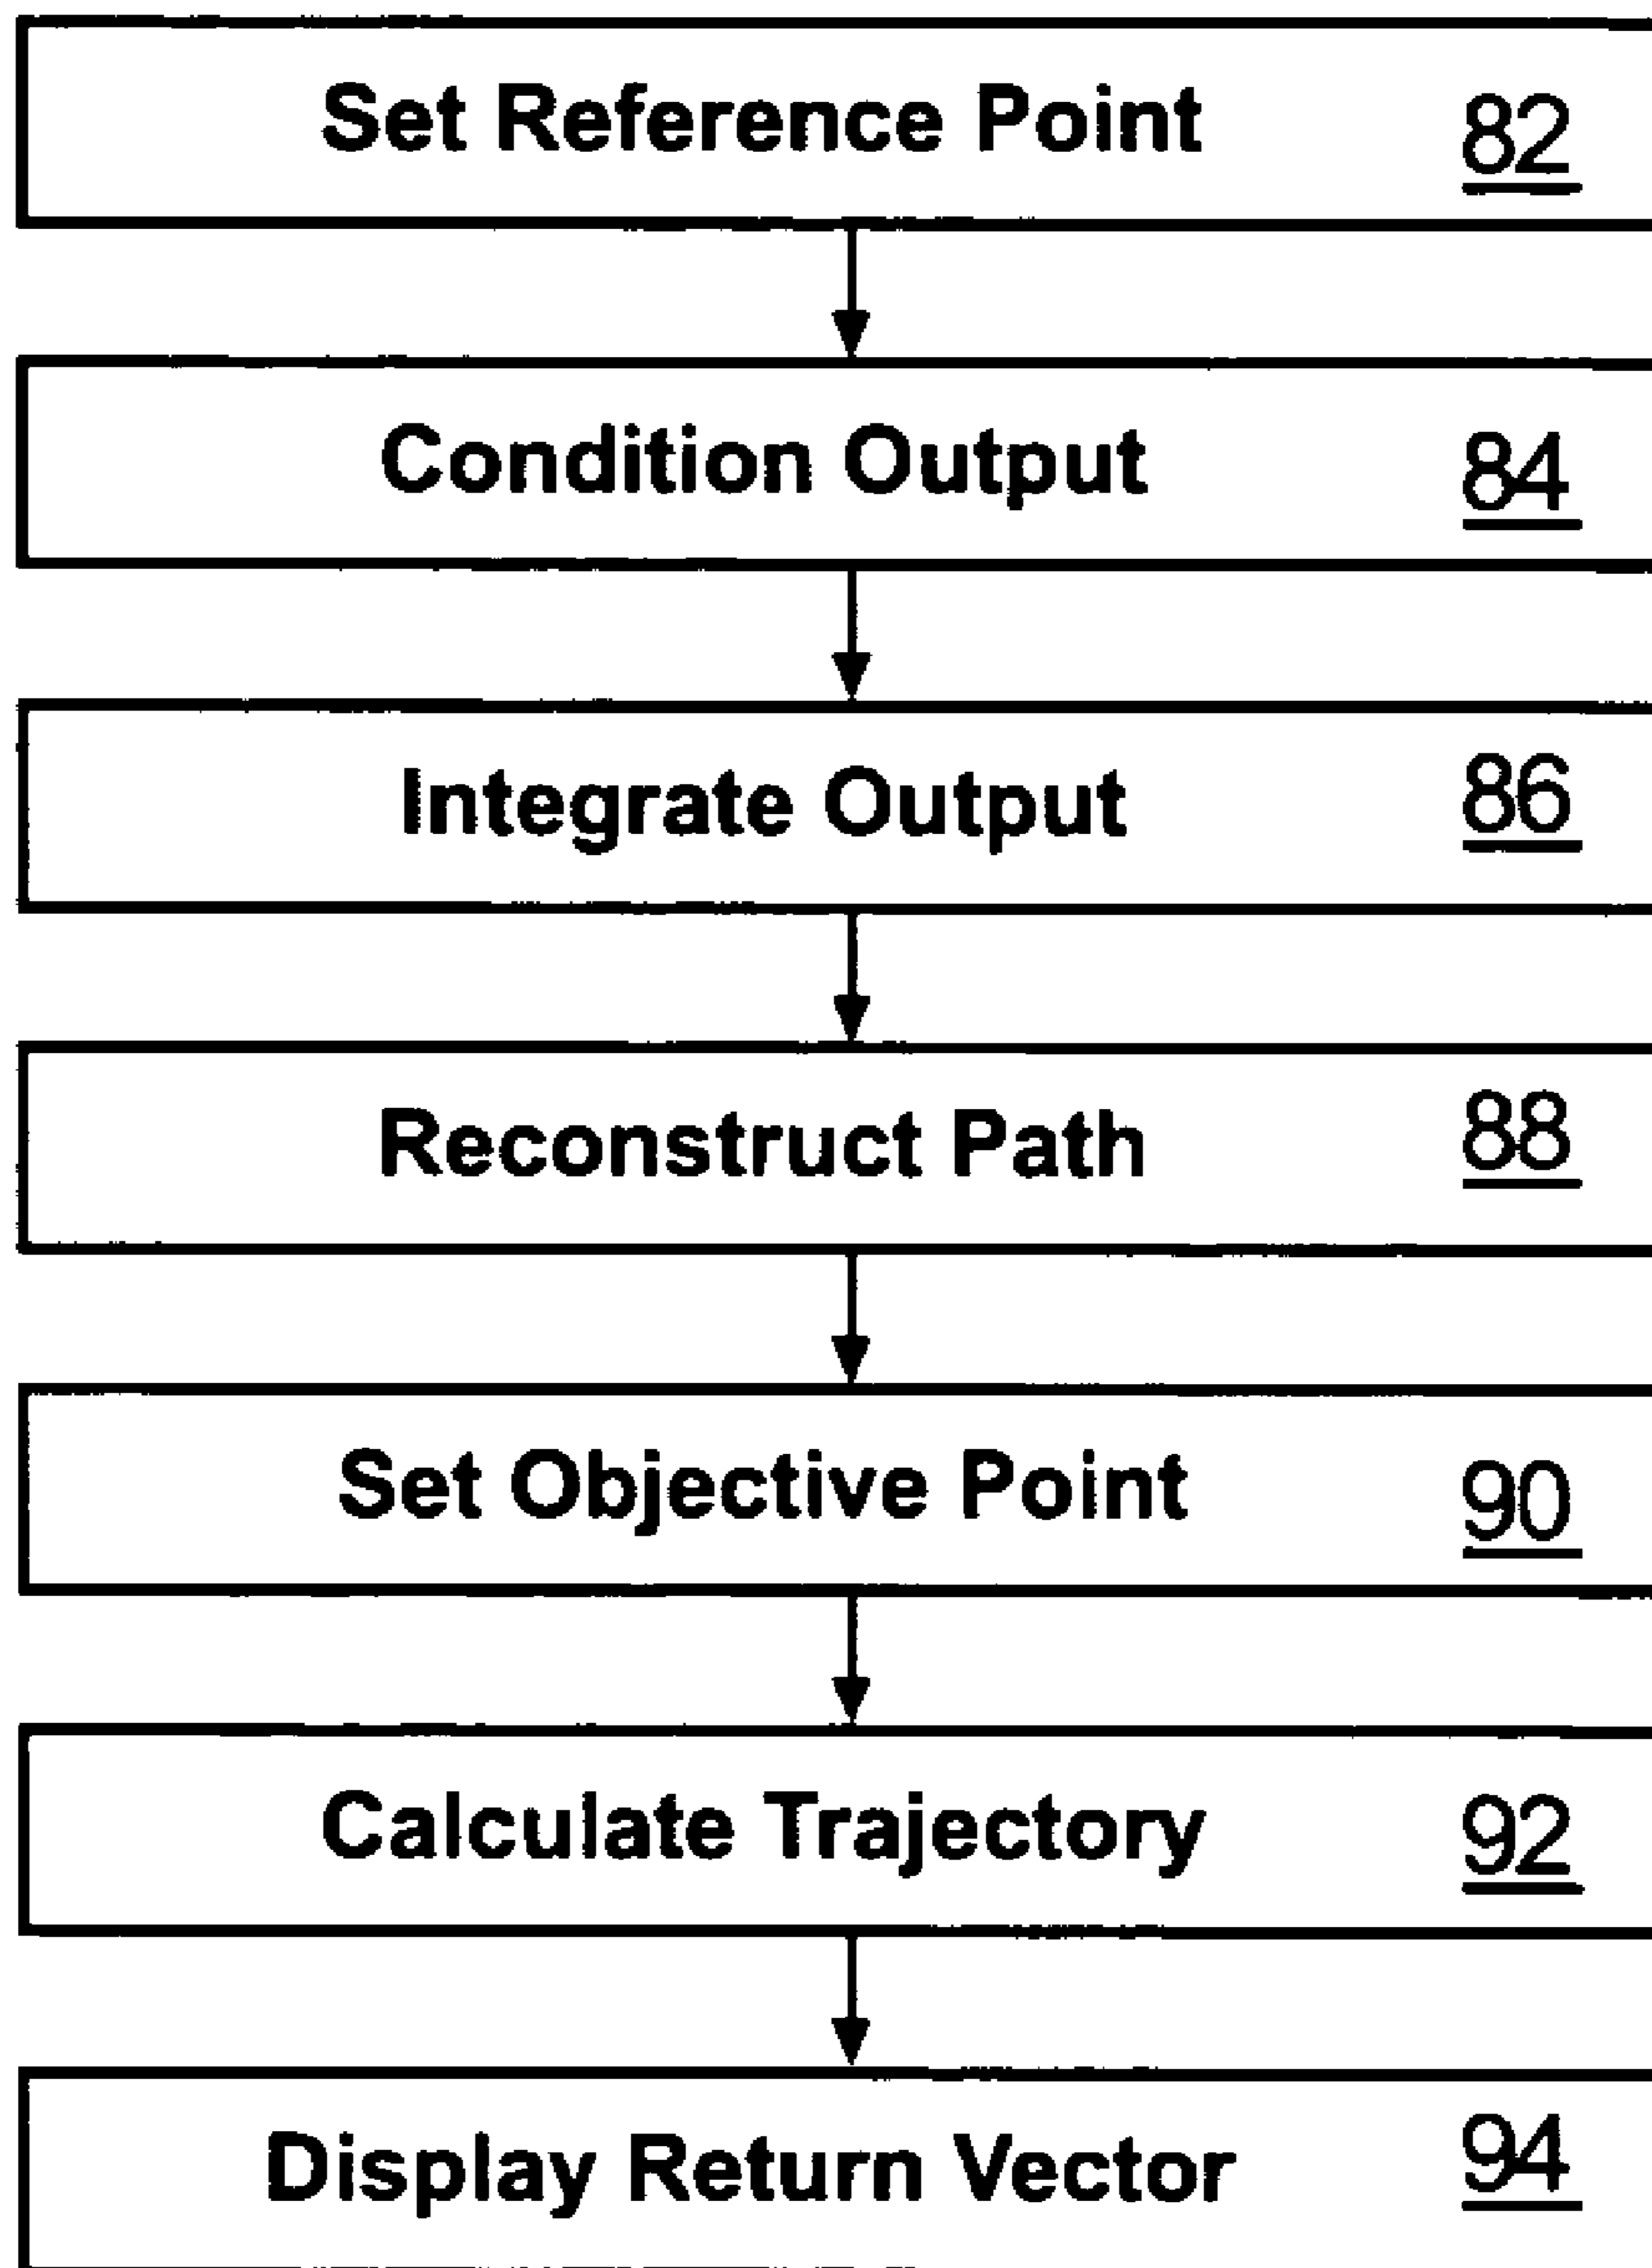 Set Reference Point 82
Condition Output 84
Integrate Output 86
Reconstruct Path 88
Set Objective Point 90
Calculate Trajectory 92
Display Return Vector 94